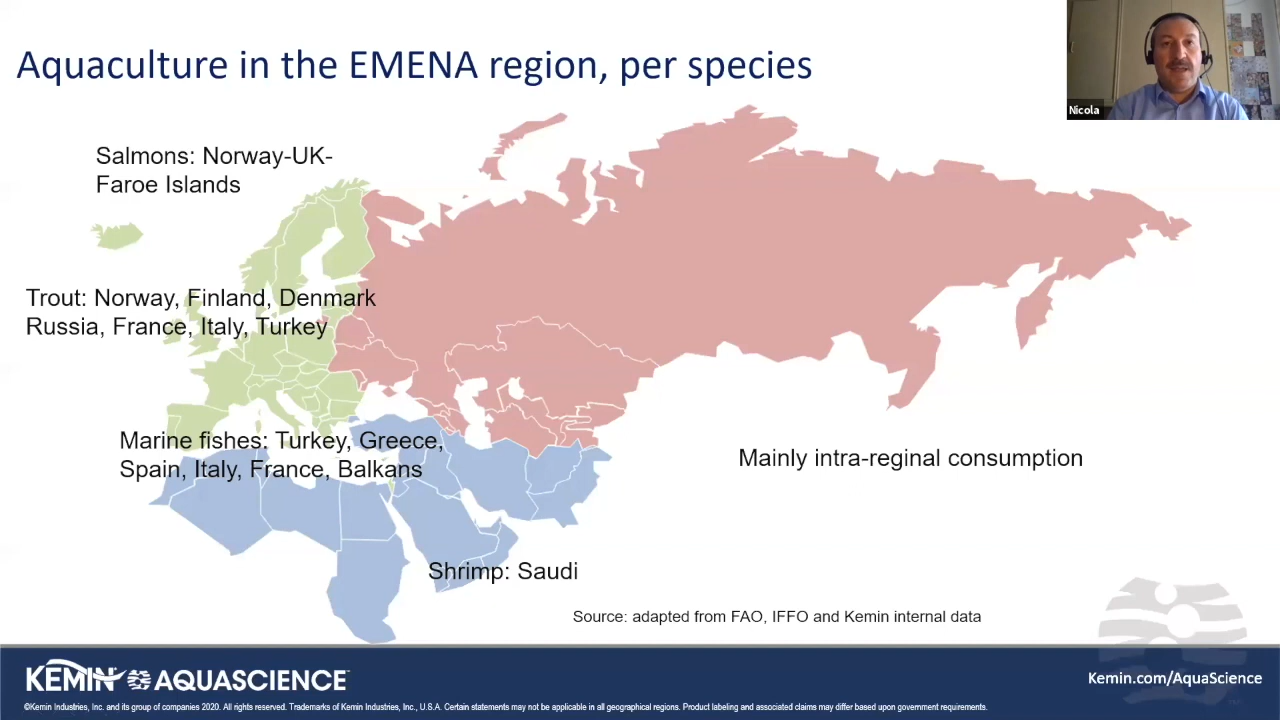 Aquaculture in the EMENA region, per species
Nicola
Salmons: Norway-UK-
Faroe Islands
Trout: Norway, Finland, Denmark
Russia, France, Italy, Turkey
Marine fishes: Turkey, Greece,
Spain, Italy, France, Balkans
Mainly intra-reginal consumption
Shrimp: Saudi
Source: adapted from FAO, IFFO and Kemin internal data
KEMIN AQUASCIENCE™
Kemin.com/AquaScience
©Kemin Industries, Inc. and its group of companies 2020. All rights reserved. Trademarks of Kemin Industries, Inc., U.S.A. Certain statements may not be applicable in all geographical regions. Product labeling and associated claims may differ based upon government requirements.